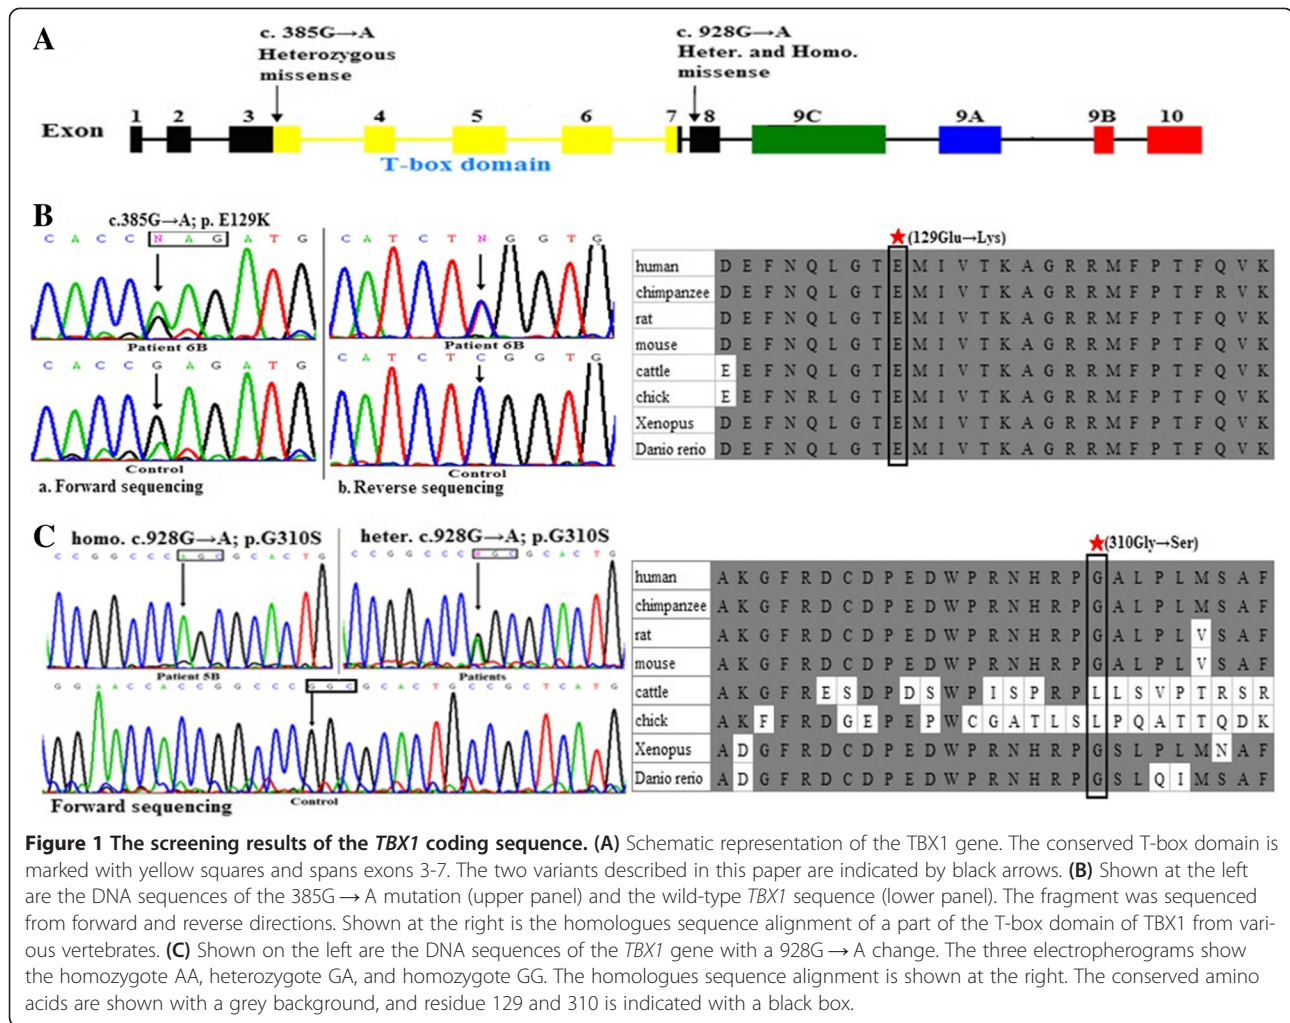 A
c. 385G→A
Heterozygous
missense
c. 928G→A
Heter. and Homo.
missense
Exon
1 2 3 4 5 6 7 8 9C 9A 9B 10
T-box domain
B
c.385G→A; p. E129K
C A C C N A G A T G
Patient 6B
C A C C G A G A T G
Control
a. Forward sequencing
C A T C T N G G T G
Patient 6B
C A T C T C G G T G
Control
b. Reverse sequencing
(129Glu→Lys)
human D E F N Q L G T E M I V T K A G R R M F P T F Q V K
chimpanzee D E F N Q L G T E M I V T K A G R R M F P T F R V K
rat D E F N Q L G T E M I V T K A G R R M F P T F Q V K
mouse D E F N Q L G T E M I V T K A G R R M F P T F Q V K
cattle E E F N Q L G T E M I V T K A G R R M F P T F Q V K
chick E E F N R L G T E M I V T K A G R R M F P T F Q V K
Xenopus D E F N Q L G T E M I V T K A G R R M F P T F Q V K
Danio rerio D E F N Q L G T E M I V T K A G R R M F P T F Q V K
C
homo. c.928G→A; p.G310S
C C G G C C C A G C G C A C T G
Patient 5B
heter. c.928G→A; p.G310S
C C G G C C C N G C G C A C T G
Patients
G G A A C C A C C G G C C C G G C G C A C T G C C G C T C A T G
Control
Forward sequencing
(310Gly→Ser)
human A K G F R D C D P E D W P R N H R P G A L P L M S A F
chimpanzee A K G F R D C D P E D W P R N H R P G A L P L M S A F
rat A K G F R D C D P E D W P R N H R P G A L P L V S A F
mouse A K G F R D C D P E D W P R N H R P G A L P L V S A F
cattle A K G F R E S D P D S W P I S P R P L L S V P T R S R
chick A K F F R D G E P E P W C G A T L S L P Q A T T Q D K
Xenopus A D G F R D C D P E D W P R N H R P G S L P L M N A F
Danio rerio A D G F R D C D P E D W P R N H R P G S L Q I M S A F
Figure 1 The screening results of the TBX1 coding sequence. (A) Schematic representation of the TBX1 gene. The conserved T-box domain is
marked with yellow squares and spans exons 3-7. The two variants described in this paper are indicated by black arrows. (B) Shown at the left
are the DNA sequences of the 385G→A mutation (upper panel) and the wild-type TBX1 sequence (lower panel). The fragment was sequenced
from forward and reverse directions. Shown at the right is the homologues sequence alignment of a part of the T-box domain of TBX1 from vari-
ous vertebrates. (C) Shown on the left are the DNA sequences of the TBX1 gene with a 928G→A change. The three electropherograms show
the homozygote AA, heterozygote GA, and homozygote GG. The homologues sequence alignment is shown at the right. The conserved amino
acids are shown with a grey background, and residue 129 and 310 is indicated with a black box.